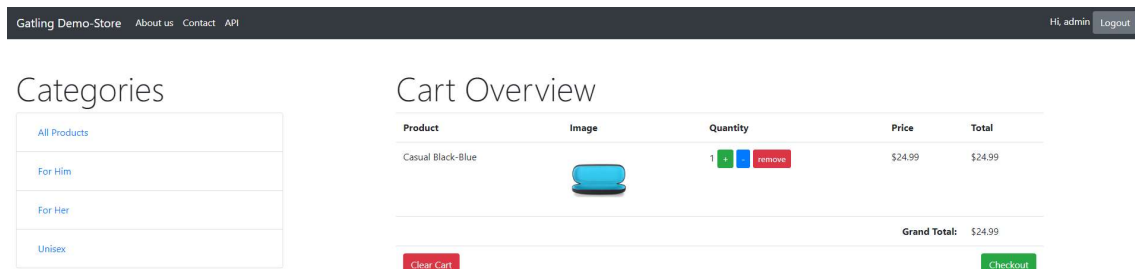 Gatling Demo-Store About us Contact API Hi, admin Logout
Categories
All Products
For Him
For Her
Unisex
Cart Overview
Product Image Quantity Price Total
Casual Black-Blue 1 + - remove $24.99 $24.99
Grand Total: $24.99
Clear Cart Checkout